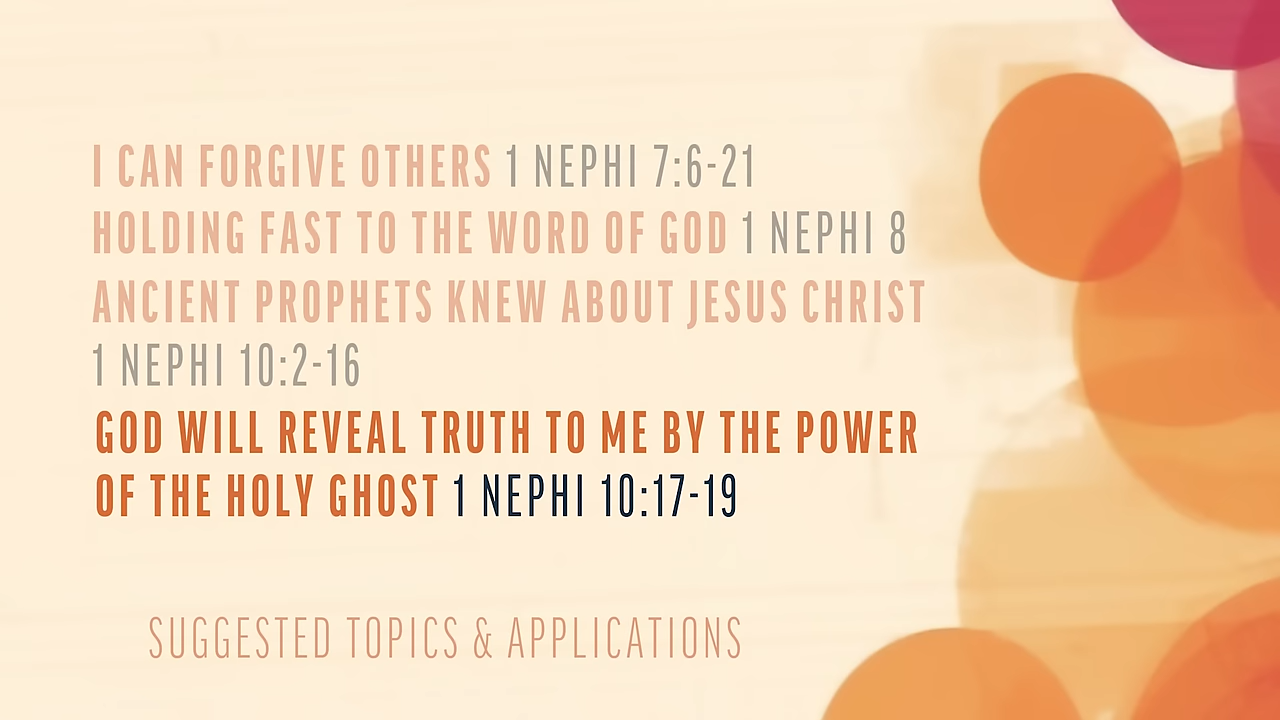 I CAN FORGIVE OTHERS 1 NEPHI 7:6-21
HOLDING FAST TO THE WORD OF GOD 1 NEPHI 8
ANCIENT PROPHETS KNEW ABOUT JESUS CHRIST
1 NEPHI 10:2-16
GOD WILL REVEAL TRUTH TO ME BY THE POWER
OF THE HOLY GHOST 1 NEPHI 10:17-19
SUGGESTED TOPICS & APPLICATIONS